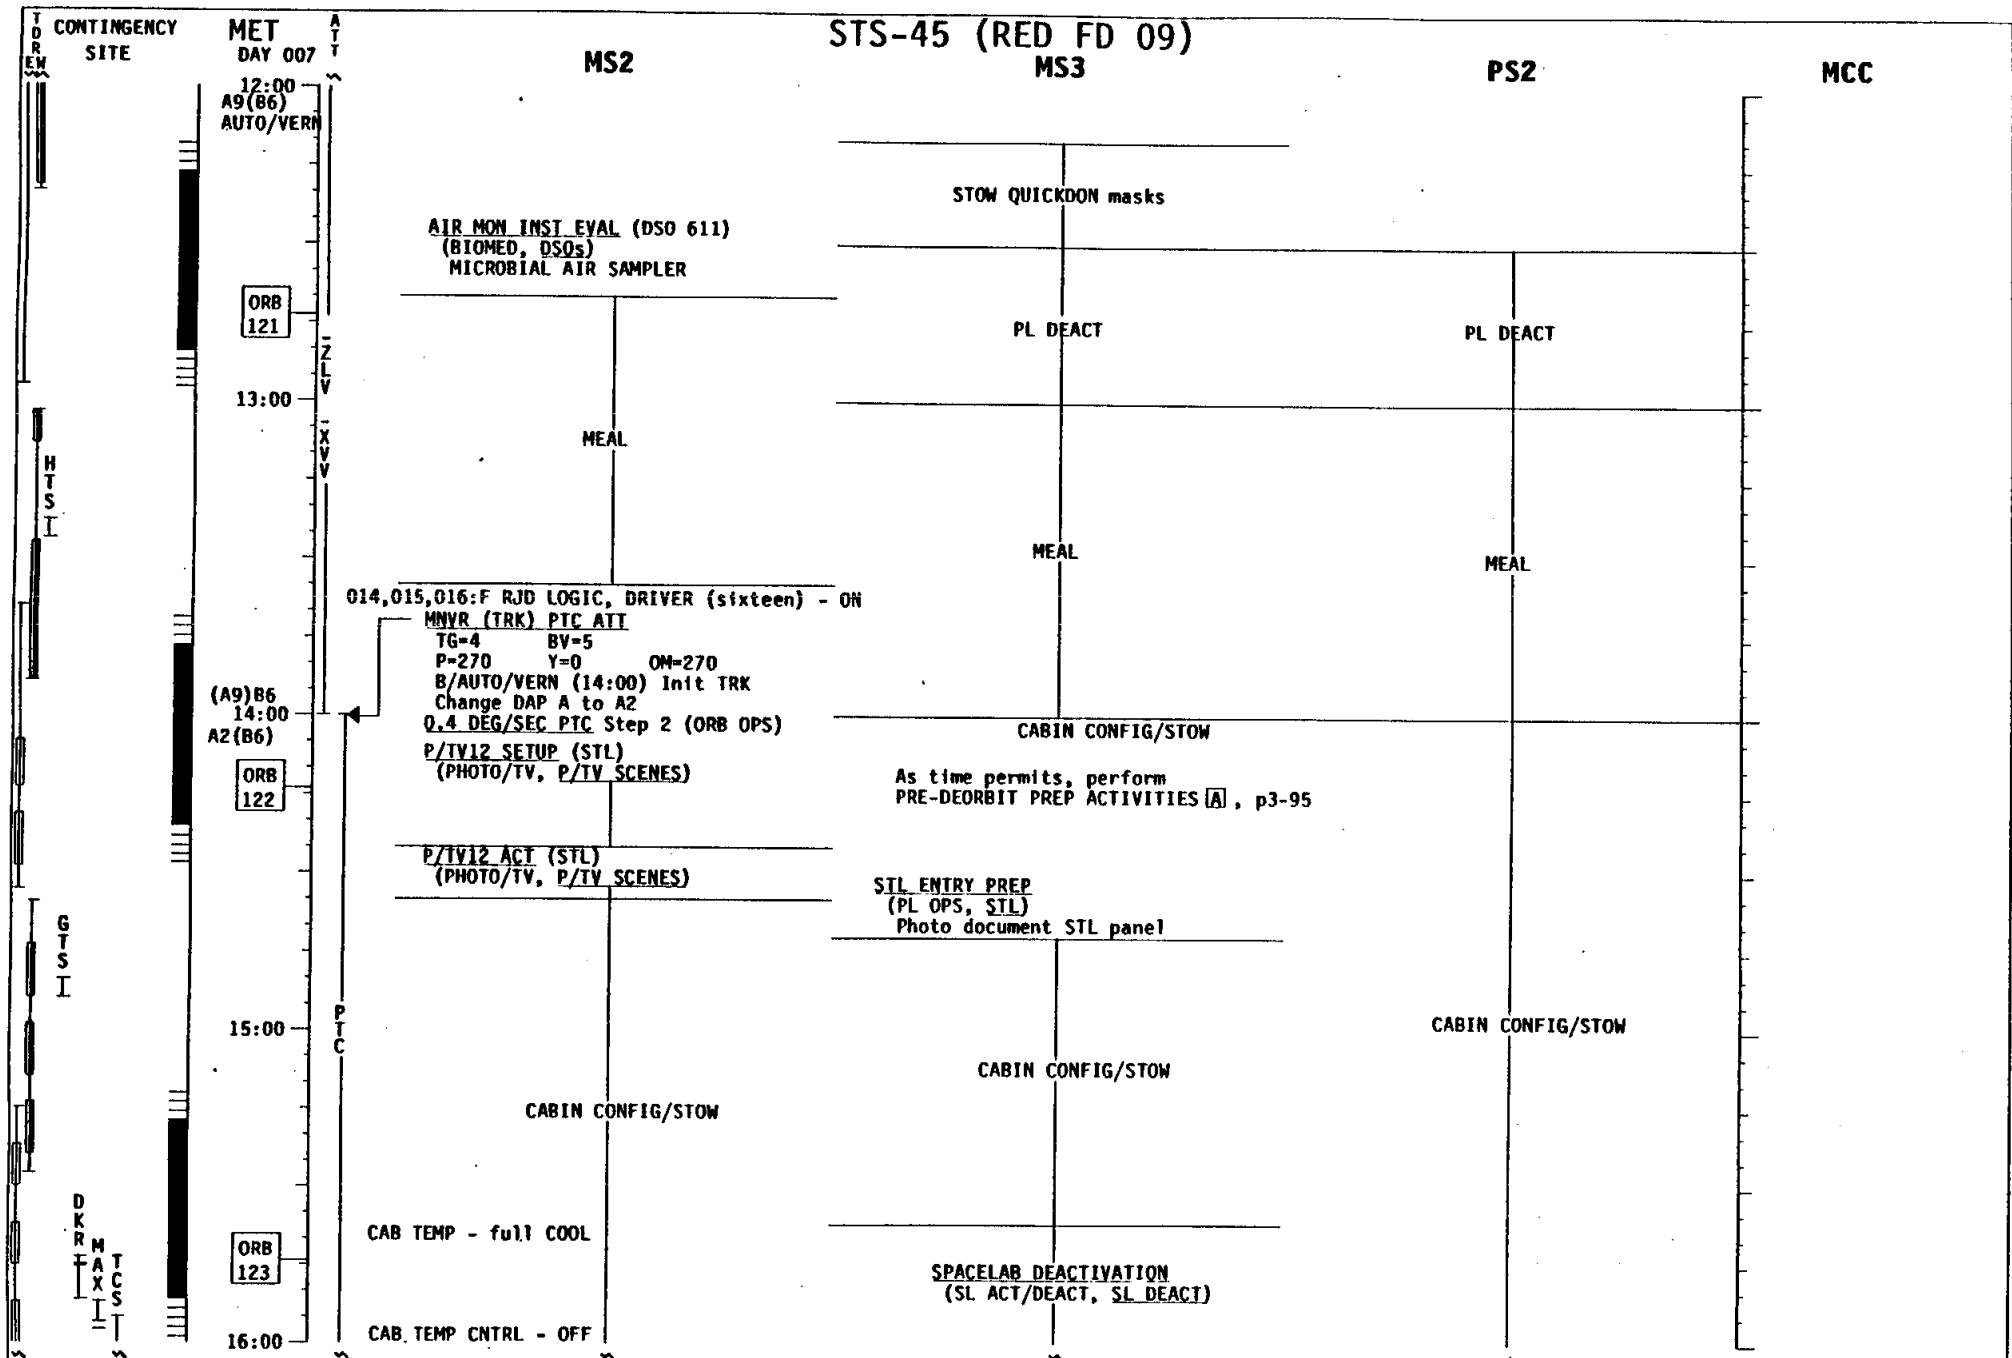 STS-45 (RED FD 09)
TDRE W
CONTINGENCY
SITE
MET
DAY 007
ATT
MS2
MS3
PS2
MCC
12:00
A9(B6)
AUTO/VERN
STOW QUICKDON masks
AIR MON INST EVAL (DSO 611)
(BIOMED, DSOs)
MICROBIAL AIR SAMPLER
ORB
121
PL DEACT
PL DEACT
-ZLV
13:00
-XVV
MEAL
HTS
MEAL
MEAL
014,015,016:F RJD LOGIC, DRIVER (sixteen) - ON
MNVR (TRK) PTC ATT
TG=4 BV=5
P=270 Y=0 OM=270
B/AUTO/VERN (14:00) Init TRK
Change DAP A to A2
0.4 DEG/SEC PTC Step 2 (ORB OPS)
(A9)B6
14:00
A2(B6)
CABIN CONFIG/STOW
P/TV12 SETUP (STL)
(PHOTO/TV, P/TV SCENES)
ORB
122
As time permits, perform
PRE-DEORBIT PREP ACTIVITIES A , p3-95
P/TV12 ACT (STL)
(PHOTO/TV, P/TV SCENES)
STL ENTRY PREP
(PL OPS, STL)
Photo document STL panel
GTS
PTC
15:00
CABIN CONFIG/STOW
CABIN CONFIG/STOW
CABIN CONFIG/STOW
DKR
MAX
TCS
CAB TEMP - full COOL
ORB
123
SPACELAB DEACTIVATION
(SL ACT/DEACT, SL DEACT)
16:00
CAB TEMP CNTRL - OFF